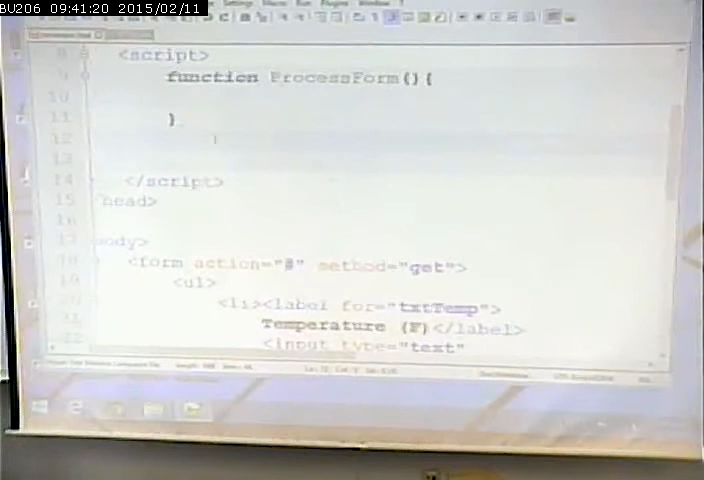 BU206 09:41:20 2015/02/11
8 <script>
9 function ProcessForm(){
10
11 }
12
13
14 </script>
15 head>
16
17 body>
18 <form action="#" method="get">
19 <ul>
20 <li><label for="txtTemp">
21 Temperature (F)</label>
22 <input type="text"